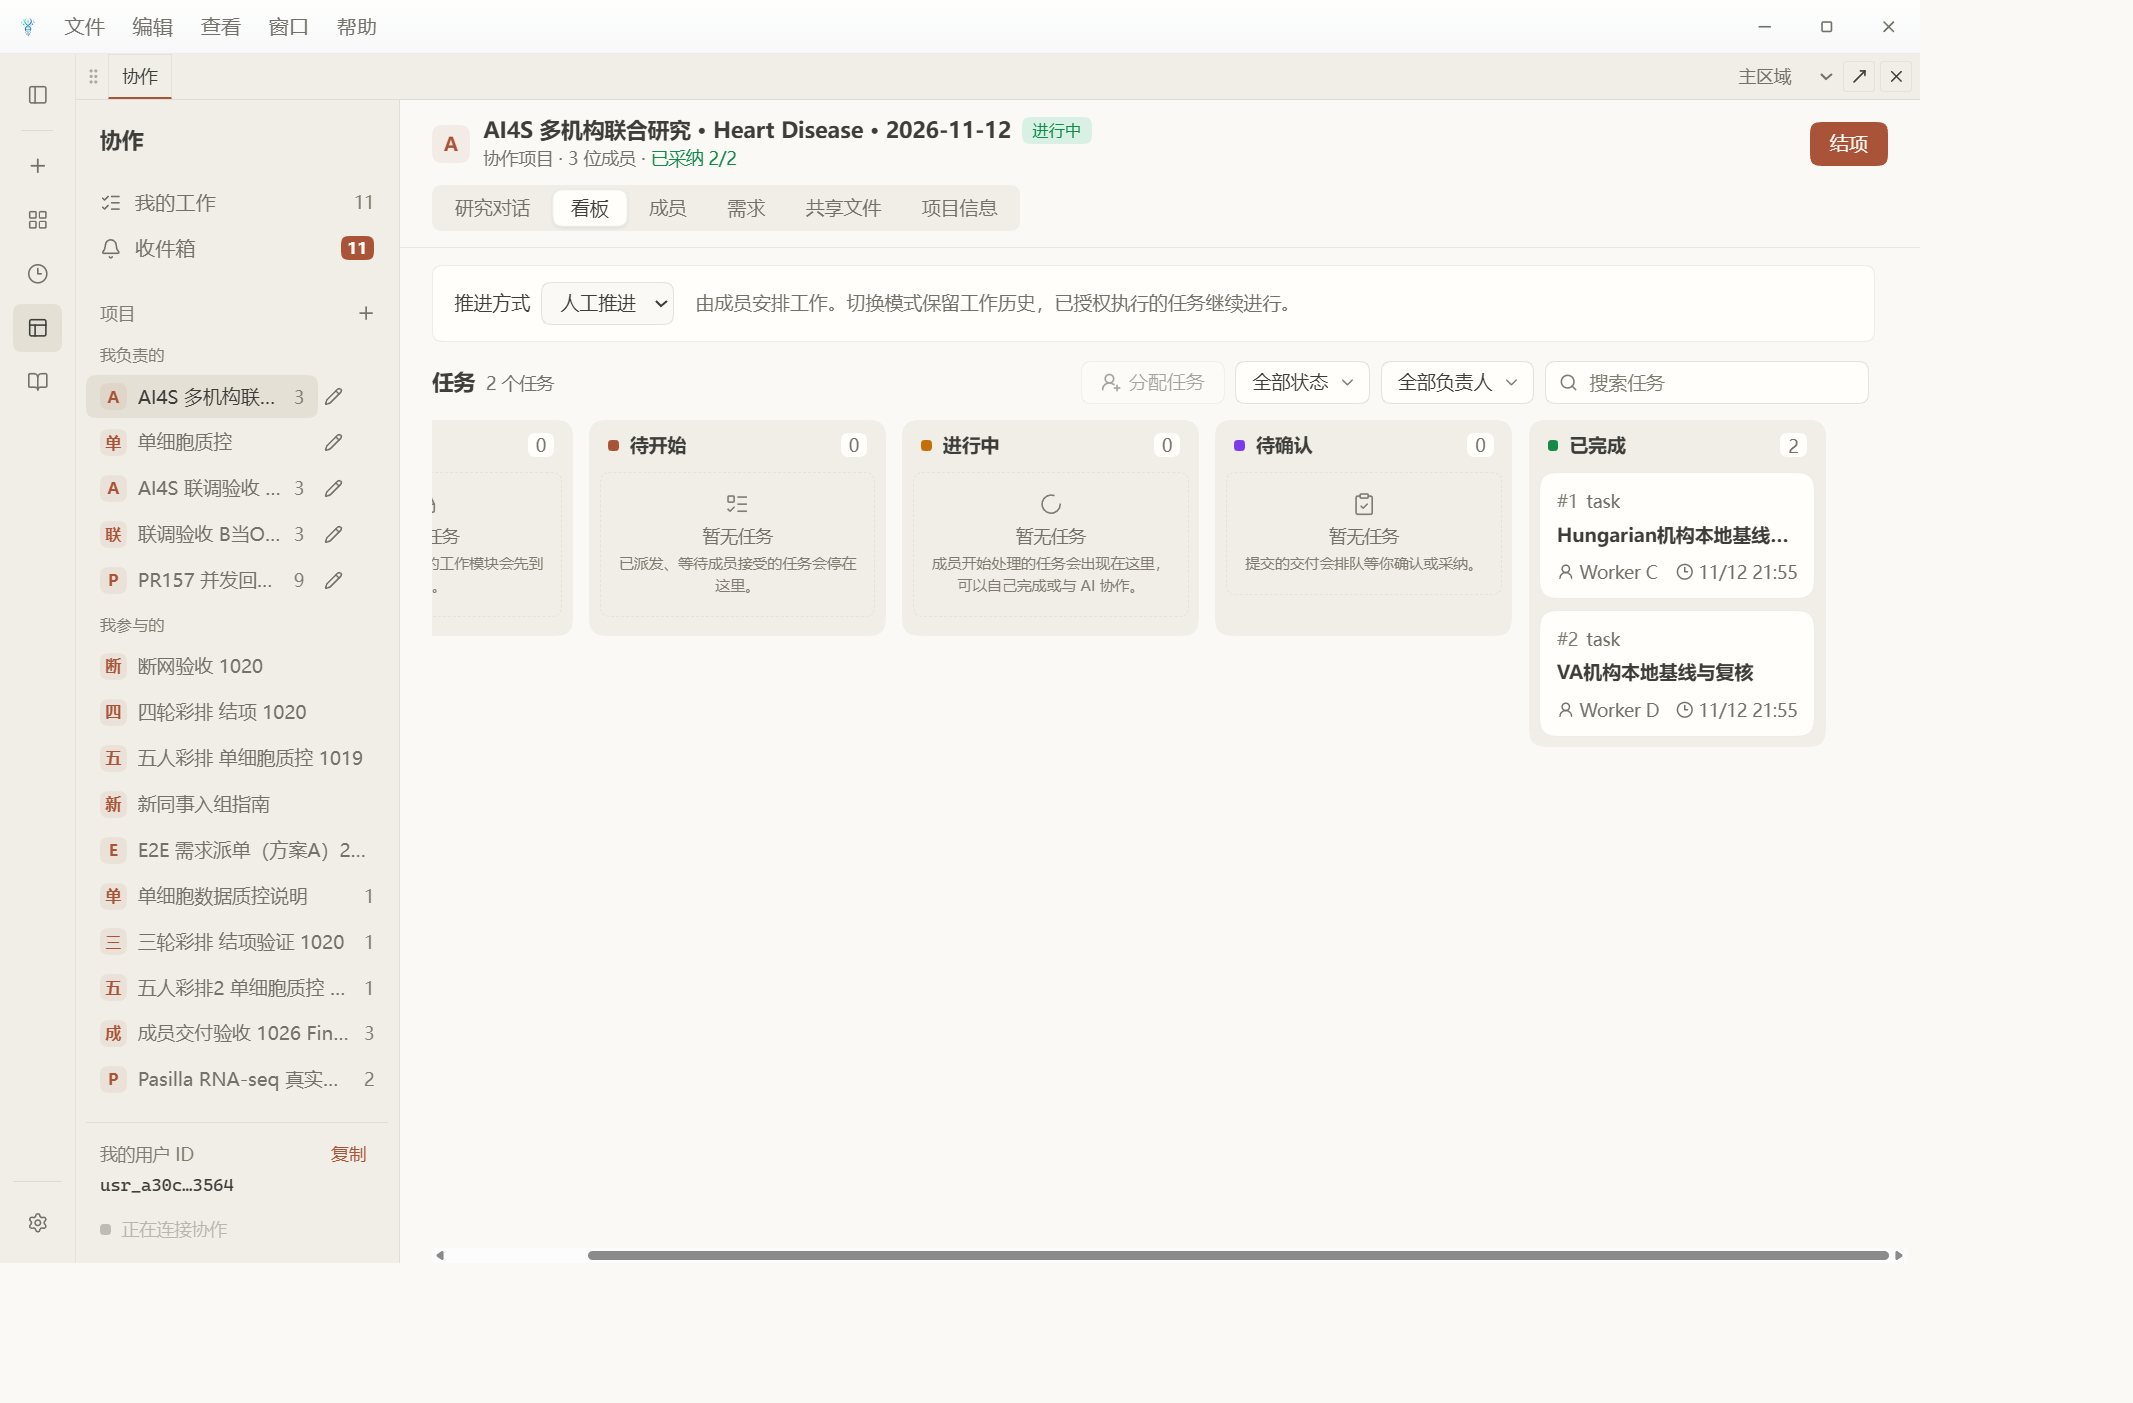 文件 编辑 查看 窗口 帮助
协作
主区域
协作
我的工作 11
收件箱 11
项目
我负责的
A AI4S 多机构联... 3
单 单细胞质控
A AI4S 联调验收 ... 3
联 联调验收 B当O... 3
P PR157 并发回... 9
我参与的
断 断网验收 1020
四 四轮彩排 结项 1020
五 五人彩排 单细胞质控 1019
新 新同事入组指南
E E2E 需求派单（方案A）2...
单 单细胞数据质控说明 1
三 三轮彩排 结项验证 1020 1
五 五人彩排2 单细胞质控 ... 1
成 成员交付验收 1026 Fin... 3
P Pasilla RNA-seq 真实... 2
我的用户 ID 复制
usr_a30c…3564
正在连接协作
A
AI4S 多机构联合研究 • Heart Disease • 2026-11-12 进行中
协作项目 · 3 位成员 · 已采纳 2/2
结项
研究对话 看板 成员 需求 共享文件 项目信息
推进方式 人工推进 由成员安排工作。切换模式保留工作历史，已授权执行的任务继续进行。
任务 2 个任务
分配任务 全部状态 全部负责人 搜索任务
0
任务
的工作模块会先到
。
待开始 0
暂无任务
已派发、等待成员接受的任务会停在
这里。
进行中 0
暂无任务
成员开始处理的任务会出现在这里，
可以自己完成或与 AI 协作。
待确认 0
暂无任务
提交的交付会排队等你确认或采纳。
已完成 2
#1 task
Hungarian机构本地基线...
Worker C 11/12 21:55
#2 task
VA机构本地基线与复核
Worker D 11/12 21:55